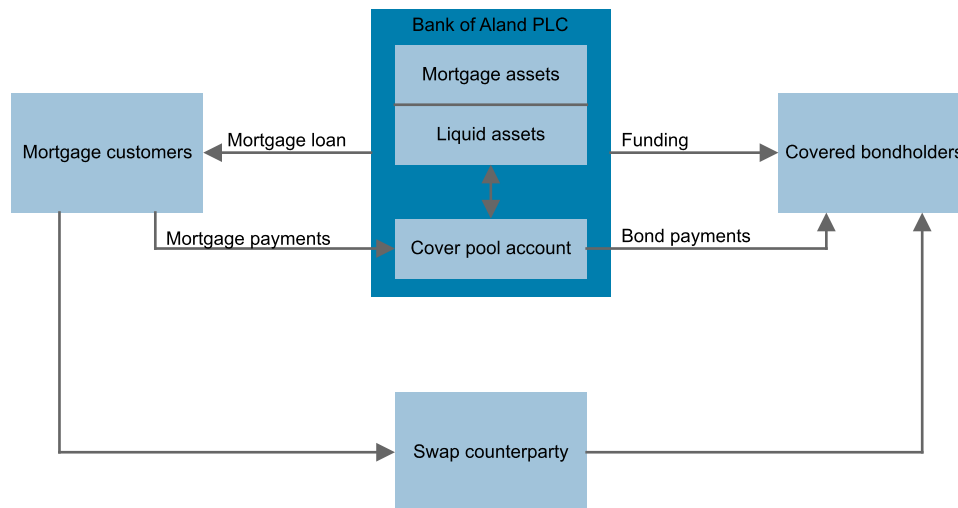 Bank of Aland PLC
Mortgage assets
Liquid assets
Mortgage customers
Mortgage loan
Funding
Covered bondholders
Mortgage payments
Cover pool account
Bond payments
Swap counterparty